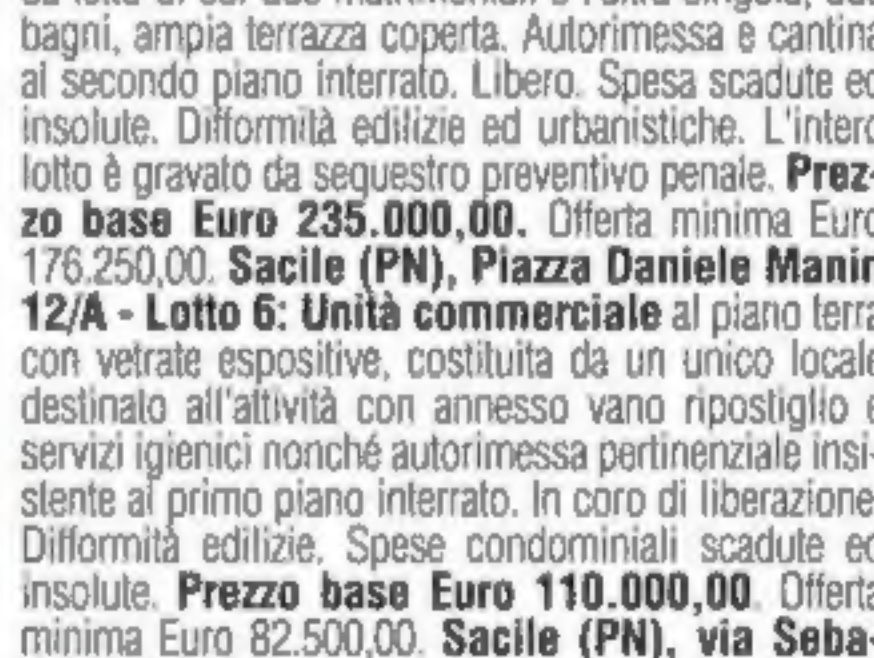 bagni, ampia terrazza coperta. Autorimessa e cantina
al secondo piano interrato. Libero. Spesa scadute ed
insolute. Difformità edilizie ed urbanistiche. L'intero
lotto è gravato da sequestro preventivo penale. Prez-
zo base Euro 235.000,00. Offerta minima Euro
176.250,00. Sacile (PN), Piazza Daniele Manin
12/A - Lotto 6: Unità commerciale al piano terra
con vetrate espositive, costituita da un unico locale
destinato all'attività con annesso vano ripostiglio e
servizi igienici nonché autorimessa pertinenziale insi-
stente al primo piano interrato. In coro di liberazione.
Difformità edilizie. Spese condominiali scadute ed
insolute. Prezzo base Euro 110.000,00. Offerta
minima Euro 82.500,00. Sacile (PN), via Seba-